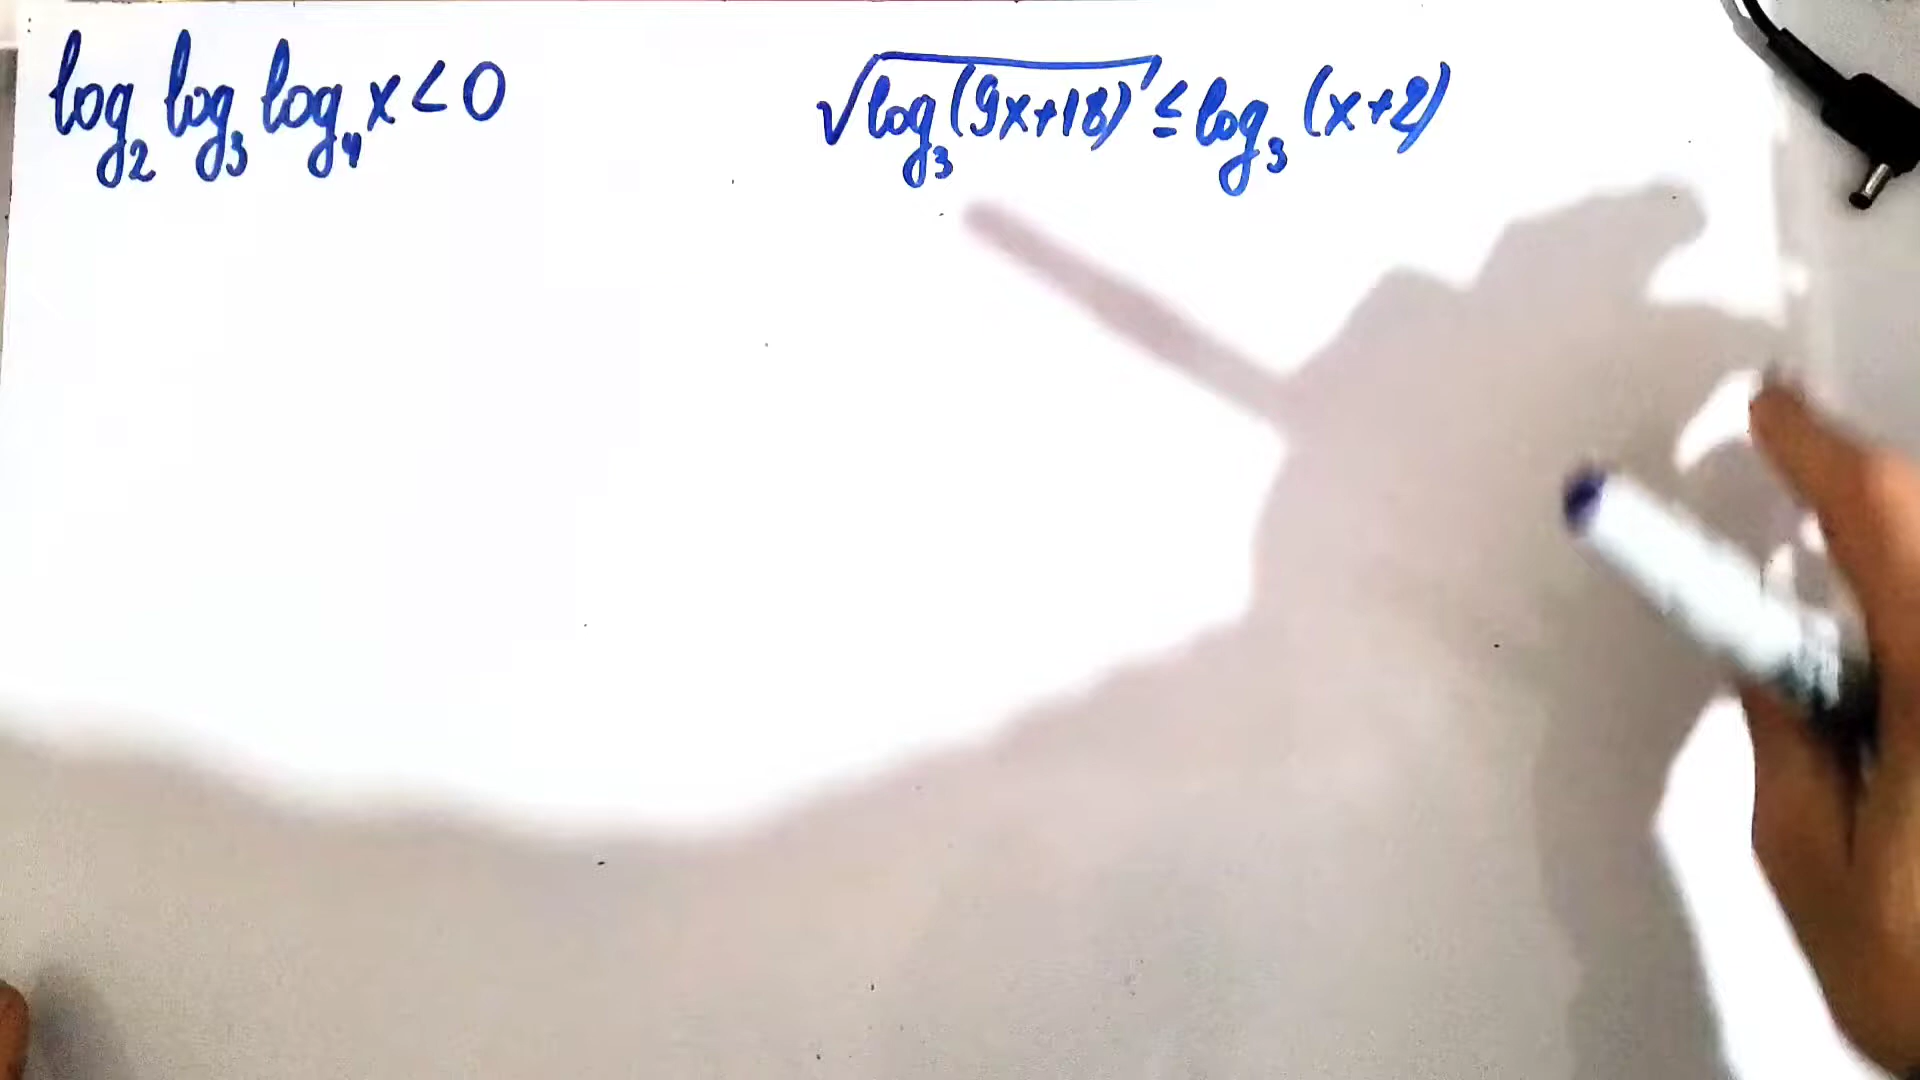 log₂ log₃ log₄ x < 0
√log₃(9x+18) ≤ log₃ (x+2)